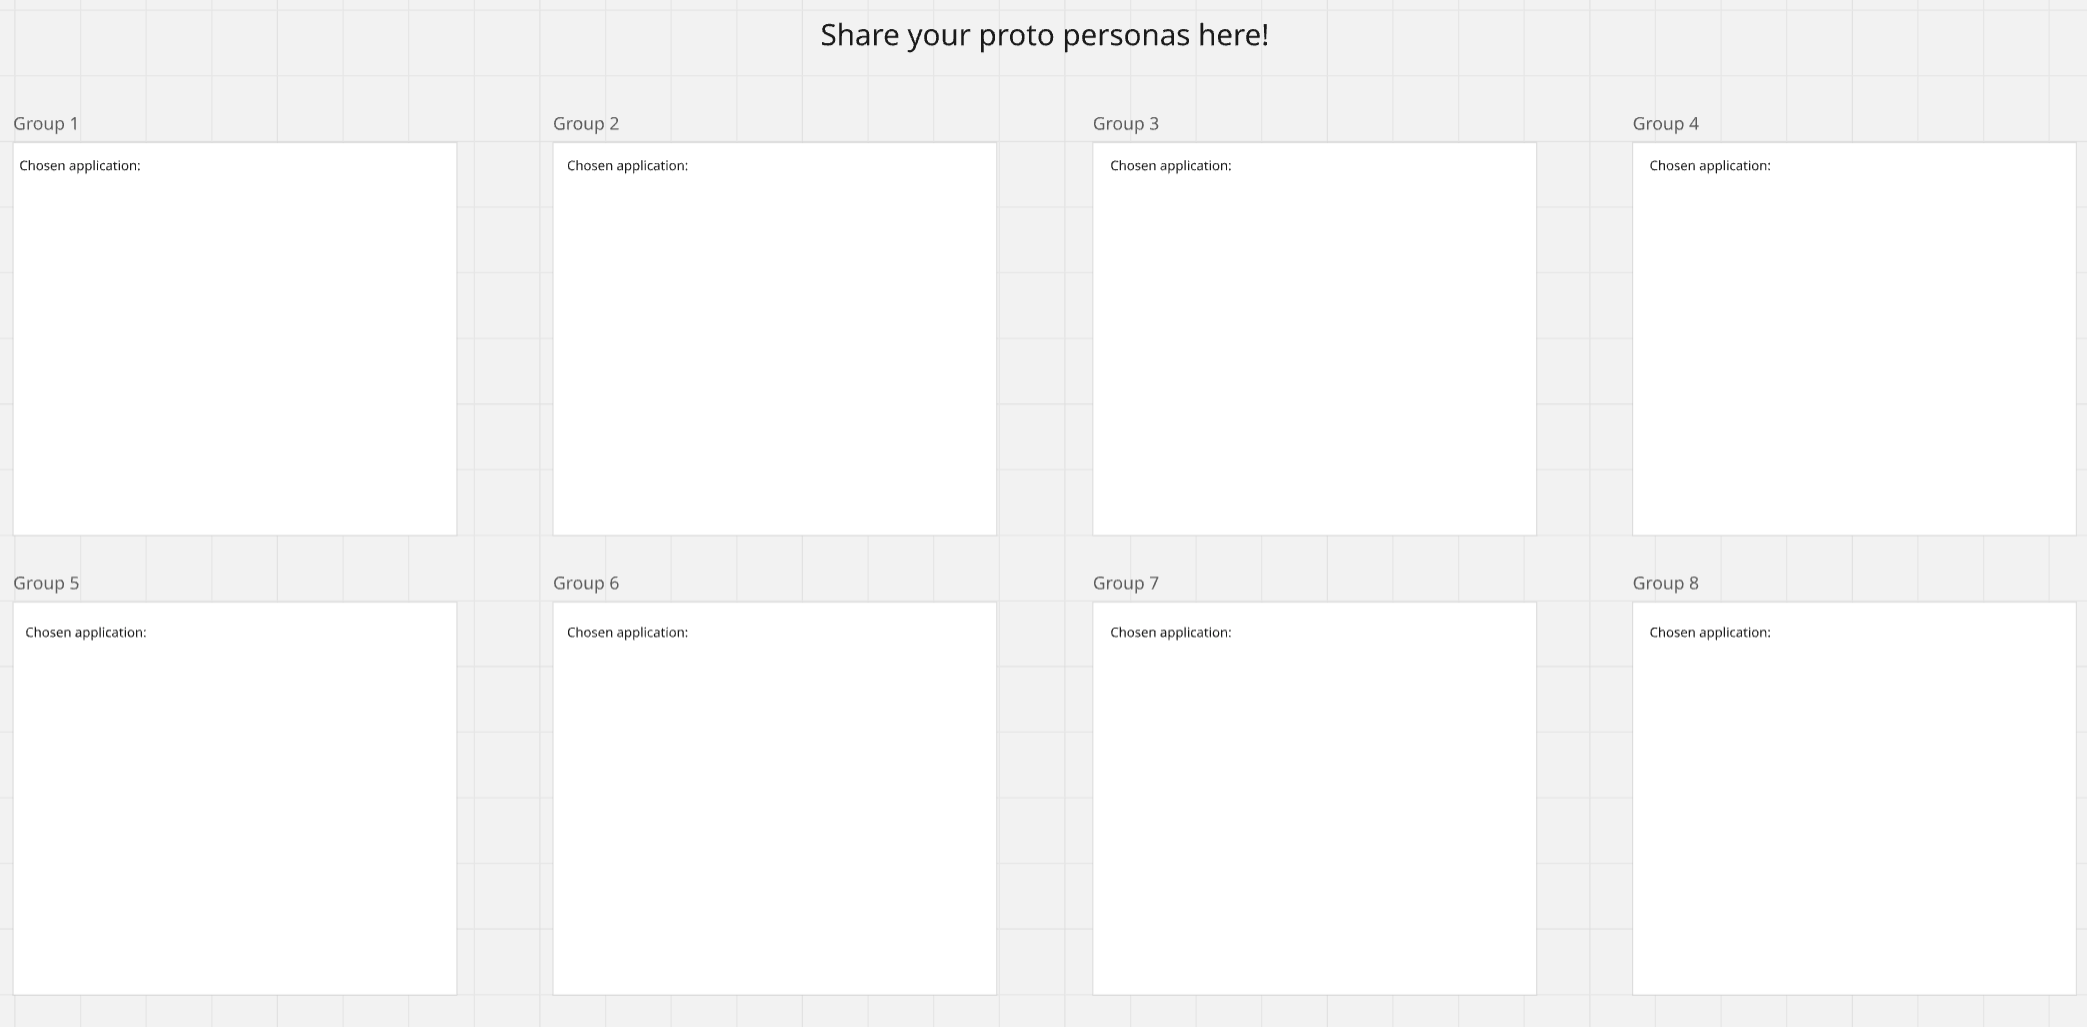 Share your proto personas here!
Group 1
Chosen application:
Group 2
Chosen application:
Group 3
Chosen application:
Group 4
Chosen application:
Group 5
Chosen application:
Group 6
Chosen application:
Group 7
Chosen application:
Group 8
Chosen application: